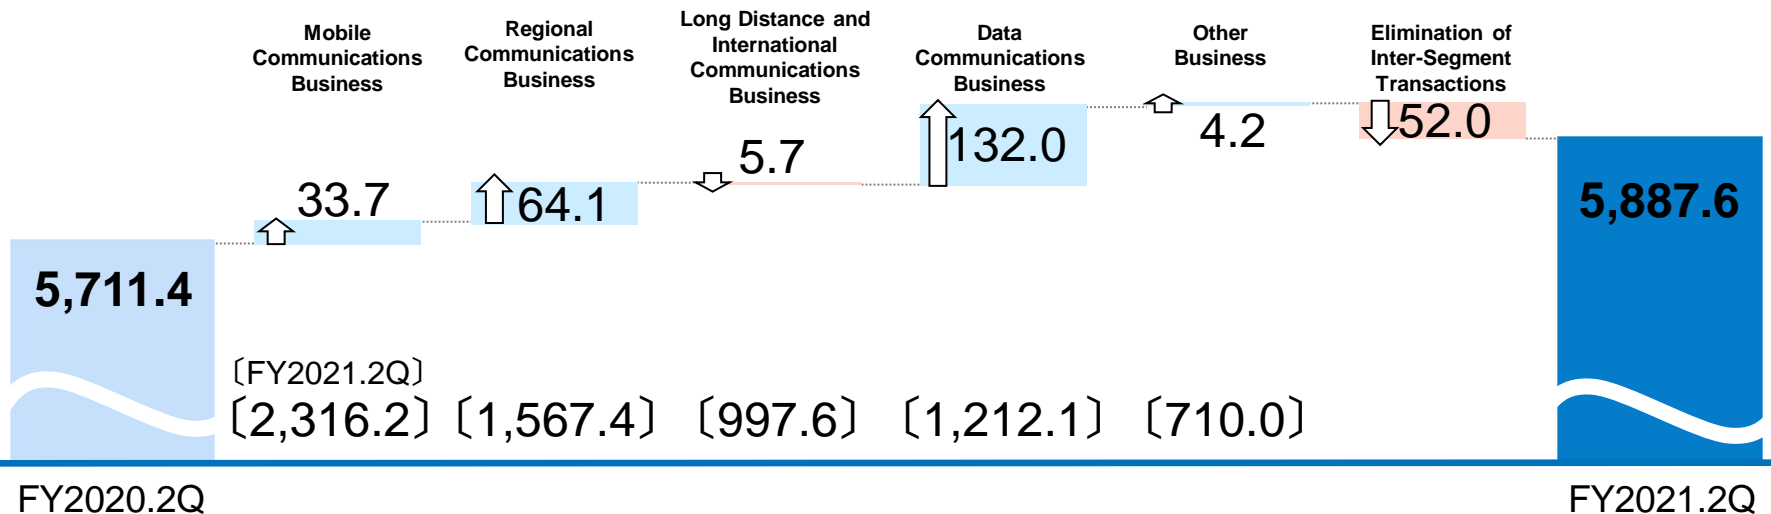 Mobile
Communications
Business
Regional
Communications
Business
Long Distance and
International
Communications
Business
Data
Communications
Business
Other
Business
Elimination of
Inter-Segment
Transactions
5,711.4
33.7
64.1
5.7
132.0
4.2
52.0
5,887.6
〔FY2021.2Q〕
〔2,316.2〕 〔1,567.4〕 〔997.6〕 〔1,212.1〕 〔710.0〕
FY2020.2Q
FY2021.2Q